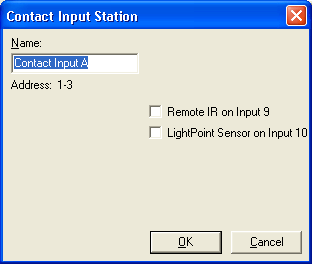 Contact Input Station
Name:
Contact Input A
Address: 1-3
Remote IR on Input 9
LightPoint Sensor on Input 10
OK
Cancel